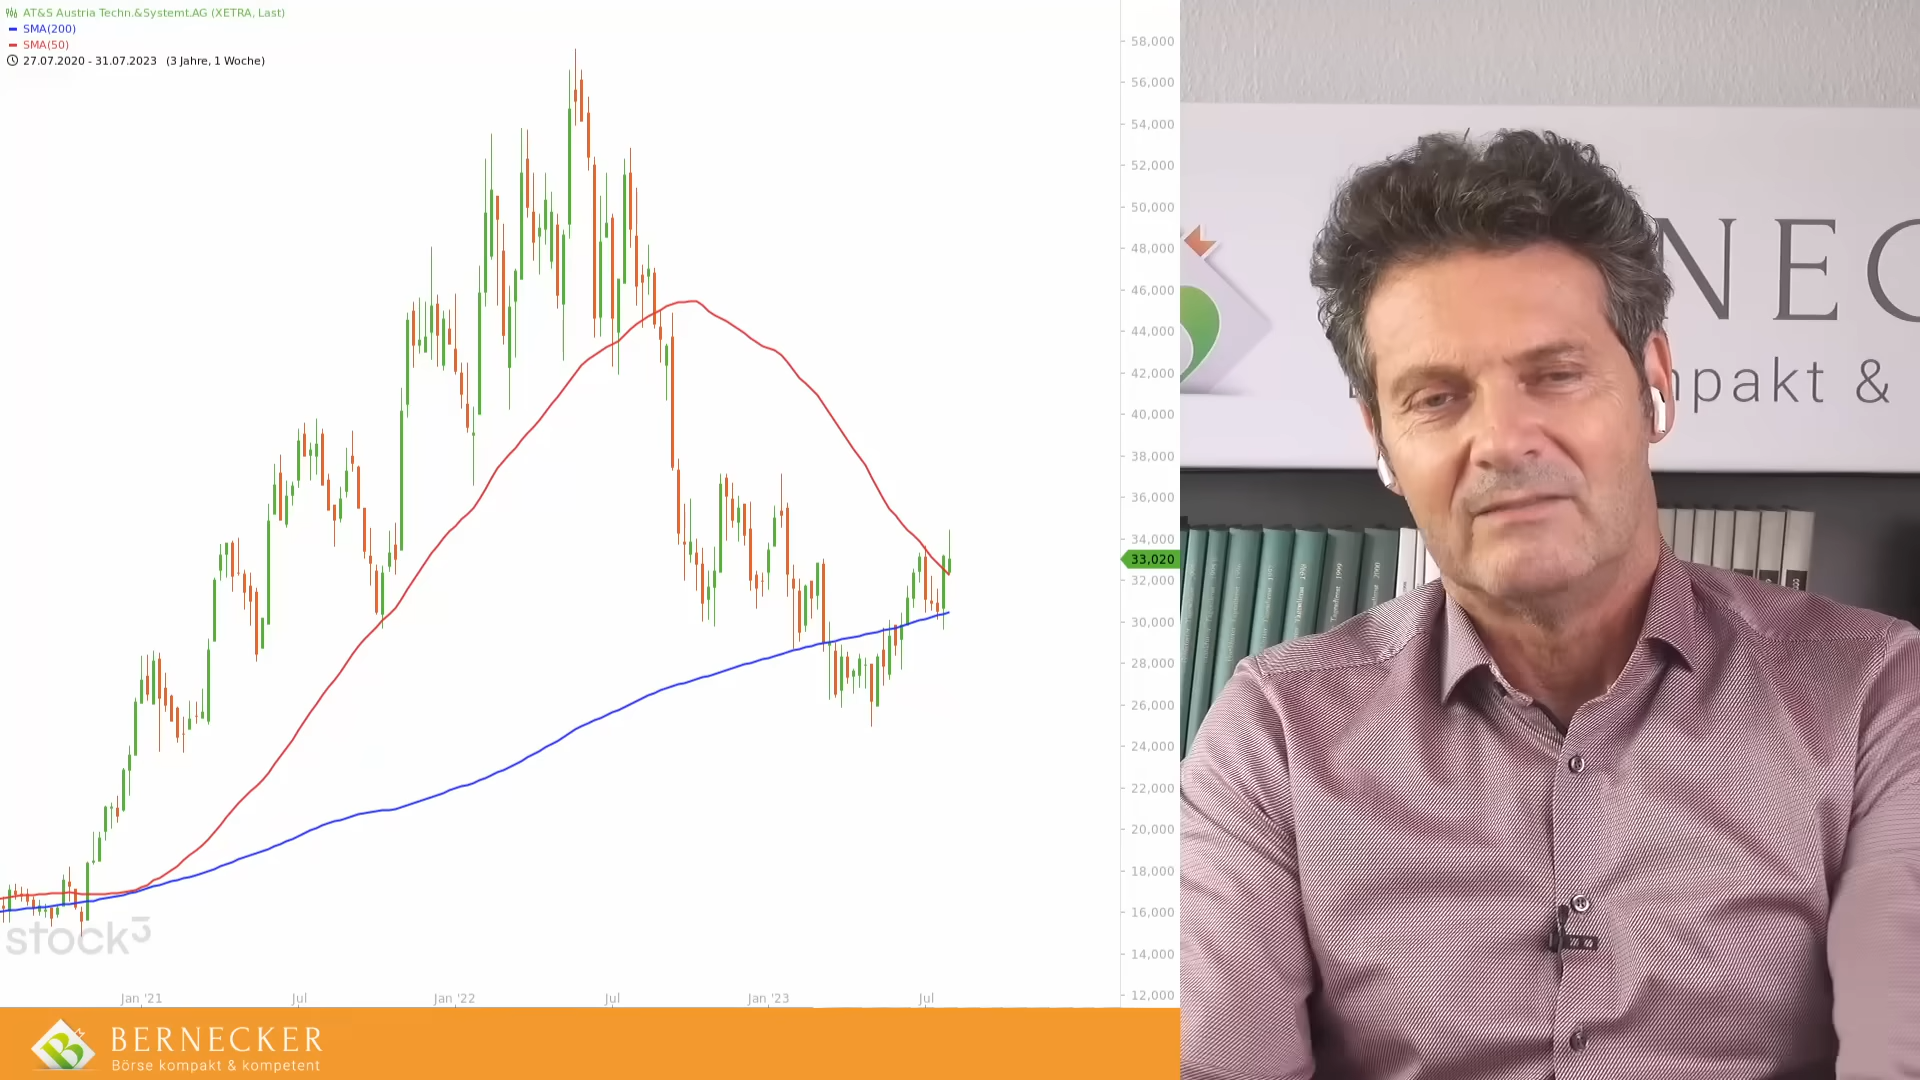 AT&S Austria Techn.&Systemt.AG (XETRA, Last)
SMA(200)
SMA(50)
27.07.2020 - 31.07.2023 (3 Jahre, 1 Woche)
58,000
56,000
54,000
52,000
50,000
48,000
46,000
44,000
42,000
40,000
38,000
36,000
34,000
33,020
32,000
30,000
28,000
26,000
24,000
22,000
20,000
18,000
16,000
14,000
12,000
stock3
Jan '21
Jul
Jan '22
Jul
Jan '23
Jul
BERNECKER
Börse kompakt & kompetent
NEC
mpakt &
1998
1999
2000